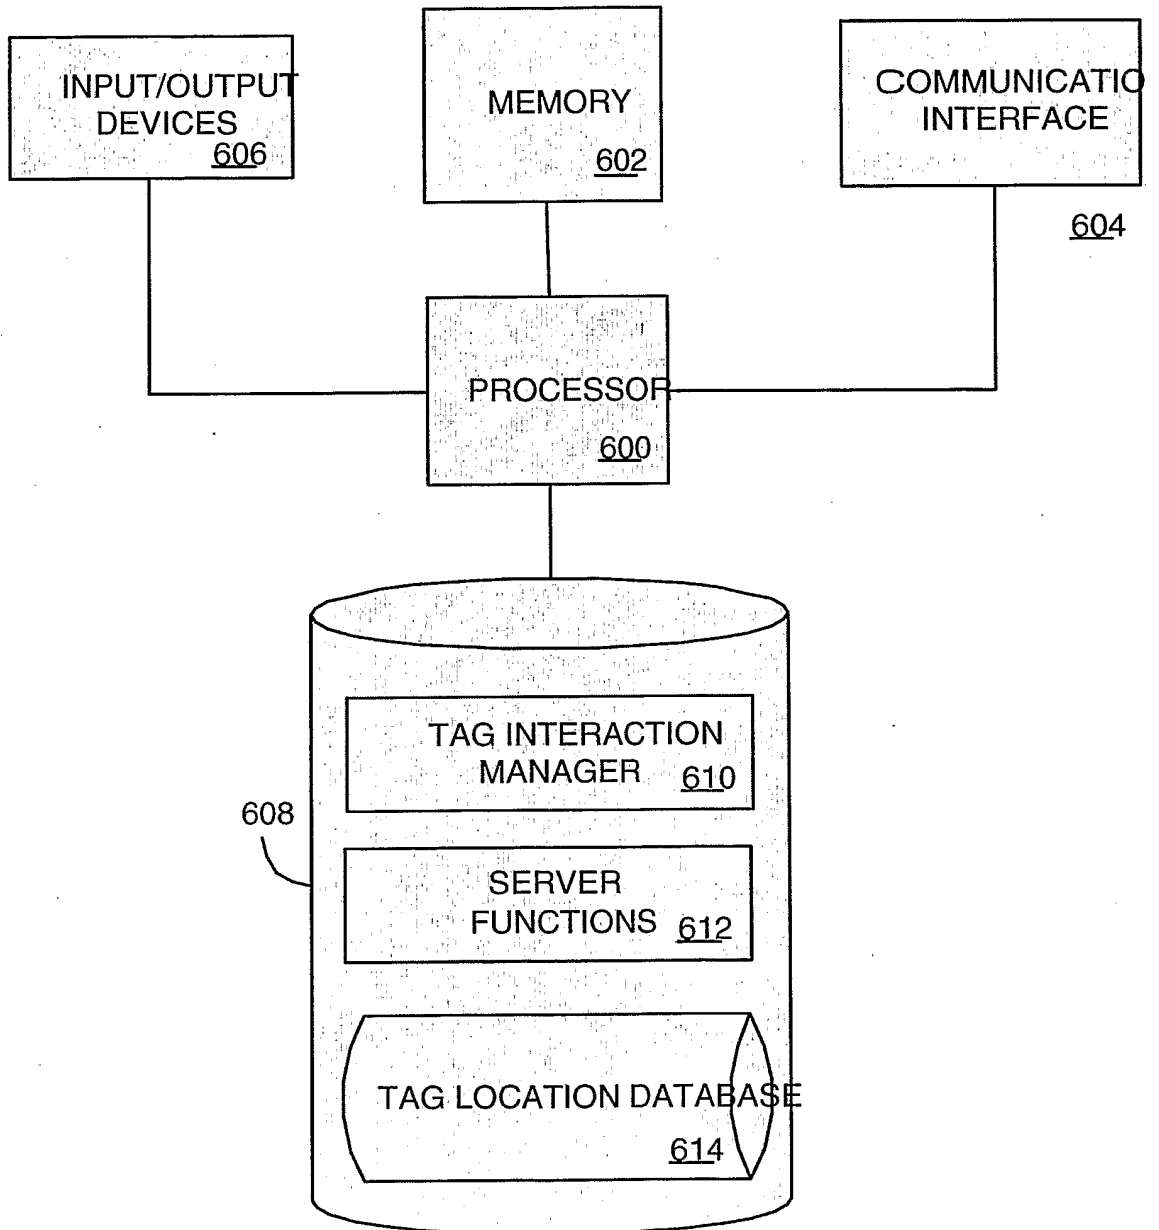 INPUT/OUTPUT
DEVICES
606
MEMORY
602
COMMUNICATIO
INTERFACE
604
PROCESSOR
600
TAG INTERACTION
MANAGER 610
608
SERVER
FUNCTIONS 612
TAG LOCATION DATABASE
614